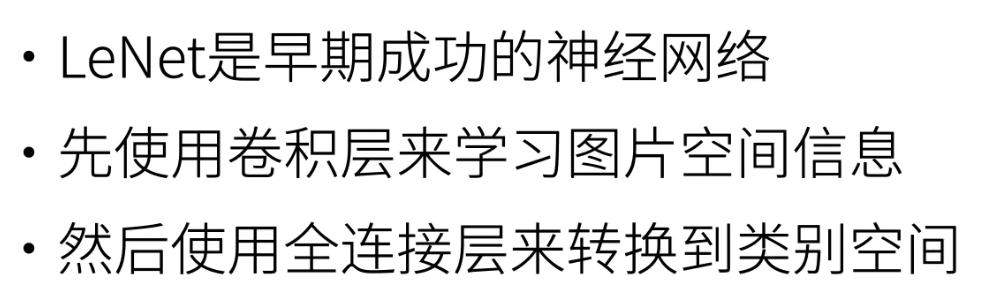 • LeNet是早期成功的神经网络
• 先使用卷积层来学习图片空间信息
• 然后使用全连接层来转换到类别空间